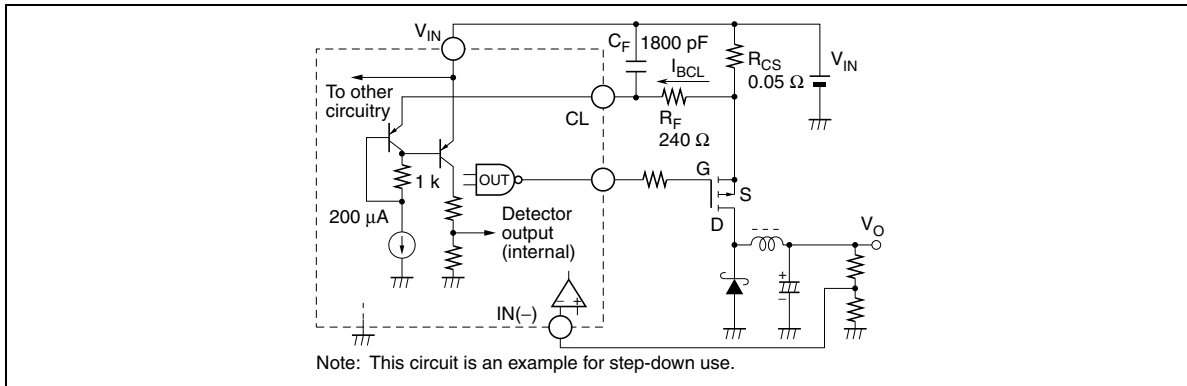 V_IN
C_F 1800 pF
I_BCL
R_CS
0.05 Ω
V_IN
To other
circuitry
CL
R_F
240 Ω
1 k
OUT
G
S
D
200 μA
Detector
output
(internal)
V_O
+
−
IN(−)
− +
Note: This circuit is an example for step-down use.